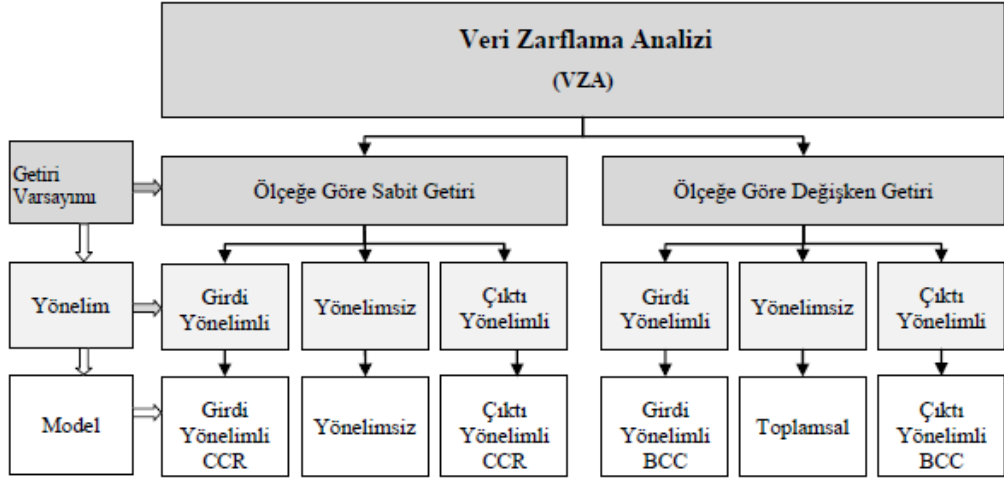 Veri Zarflama Analizi
(VZA)
Getiri
Varsayımı
Ölçeğe Göre Sabit Getiri
Ölçeğe Göre Değişken Getiri
Yönelim
Girdi
Yönelimli
Yönelimsiz
Çıktı
Yönelimli
Girdi
Yönelimli
Yönelimsiz
Çıktı
Yönelimli
Model
Girdi
Yönelimli
CCR
Yönelimsiz
Çıktı
Yönelimli
CCR
Girdi
Yönelimli
BCC
Toplamsal
Çıktı
Yönelimli
BCC